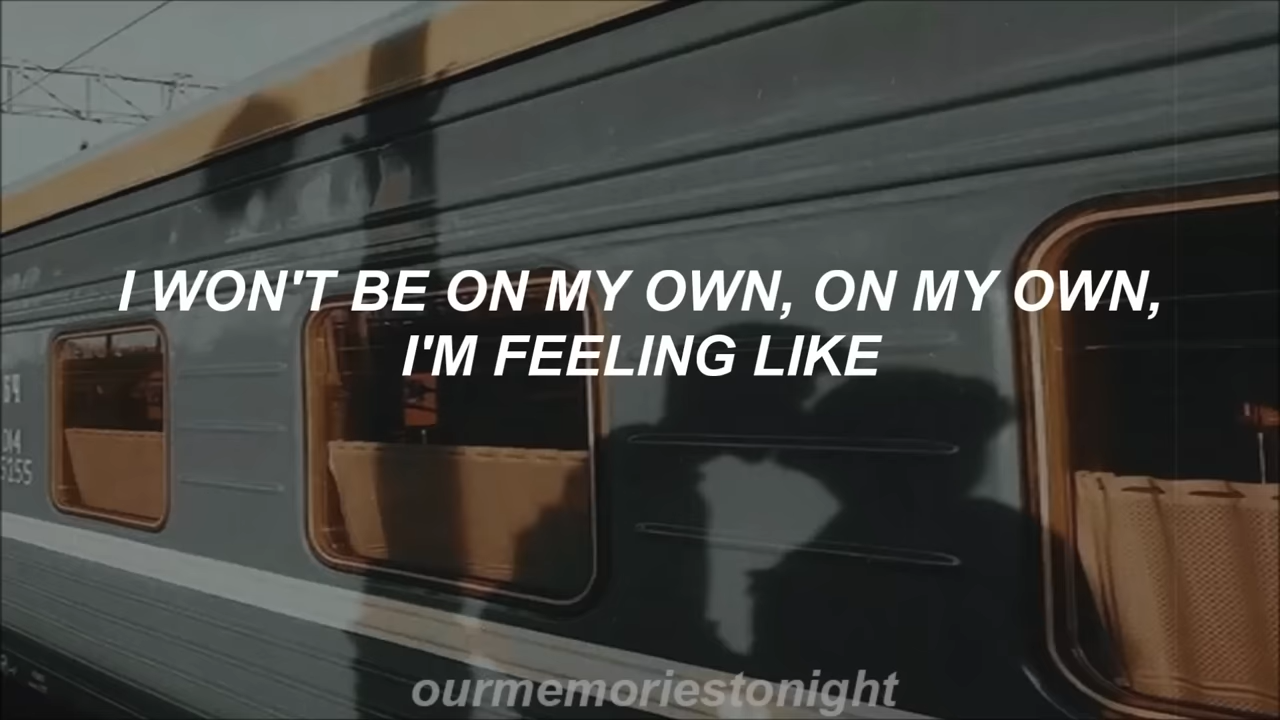 I WON'T BE ON MY OWN, ON MY OWN,
I'M FEELING LIKE
ourmemoriestonight